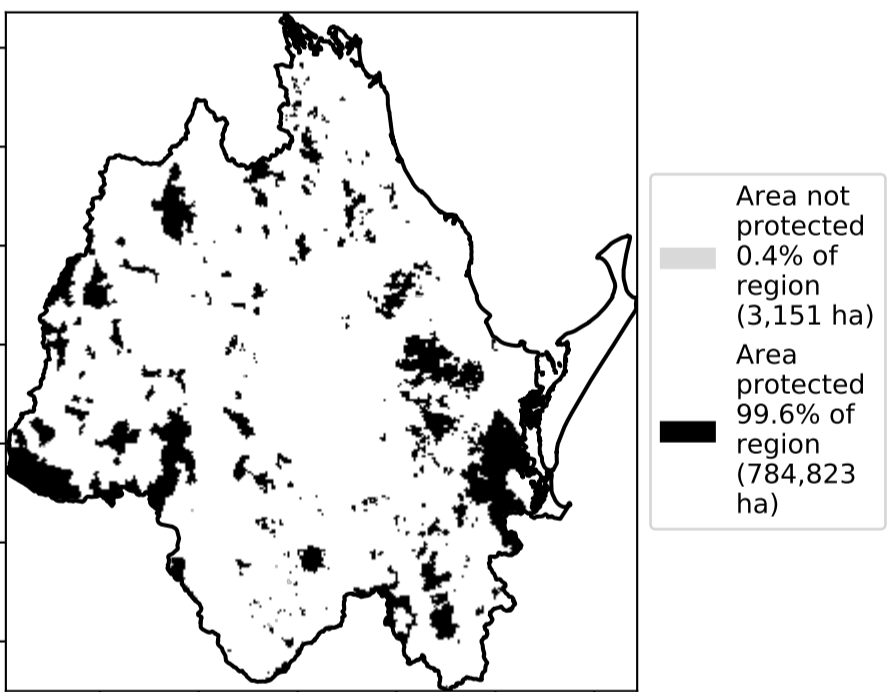 Area not
protected
0.4% of
region
(3,151 ha)
Area
protected
99.6% of
region
(784,823
ha)